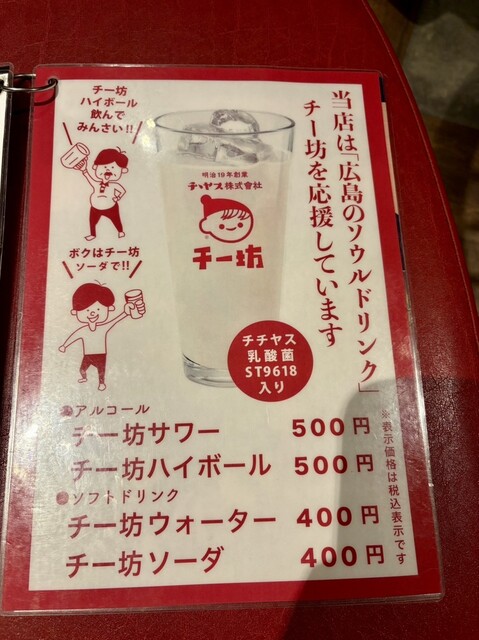 当店は「広島のソウルドリンク」
チー坊を応援しています
チー坊
ハイボール
飲んで
みんさい!!
ボクはチー坊
ソーダで!!
明治19年創業
チチヤス株式會社
チー坊
チチヤス
乳酸菌
ST9618
入り
アルコール
チー坊サワー 500円
チー坊ハイボール 500円
ソフトドリンク
チー坊ウォーター 400円
チー坊ソーダ 400円
※表示価格は税込表示です